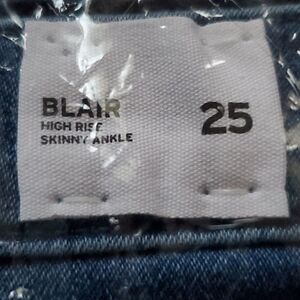 BLAIR
HIGH RISE
SKINNY ANKLE
25